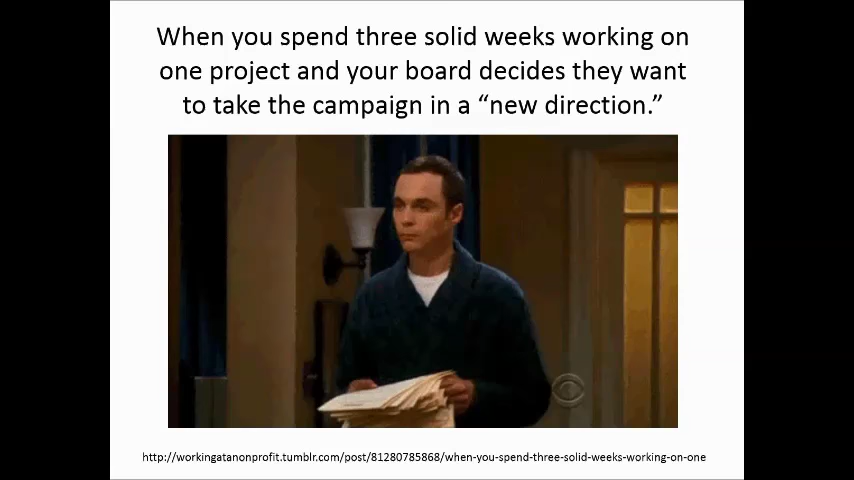 When you spend three solid weeks working on
one project and your board decides they want
to take the campaign in a “new direction.”
http://workingatanonprofit.tumblr.com/post/81280785868/when-you-spend-three-solid-weeks-working-on-one